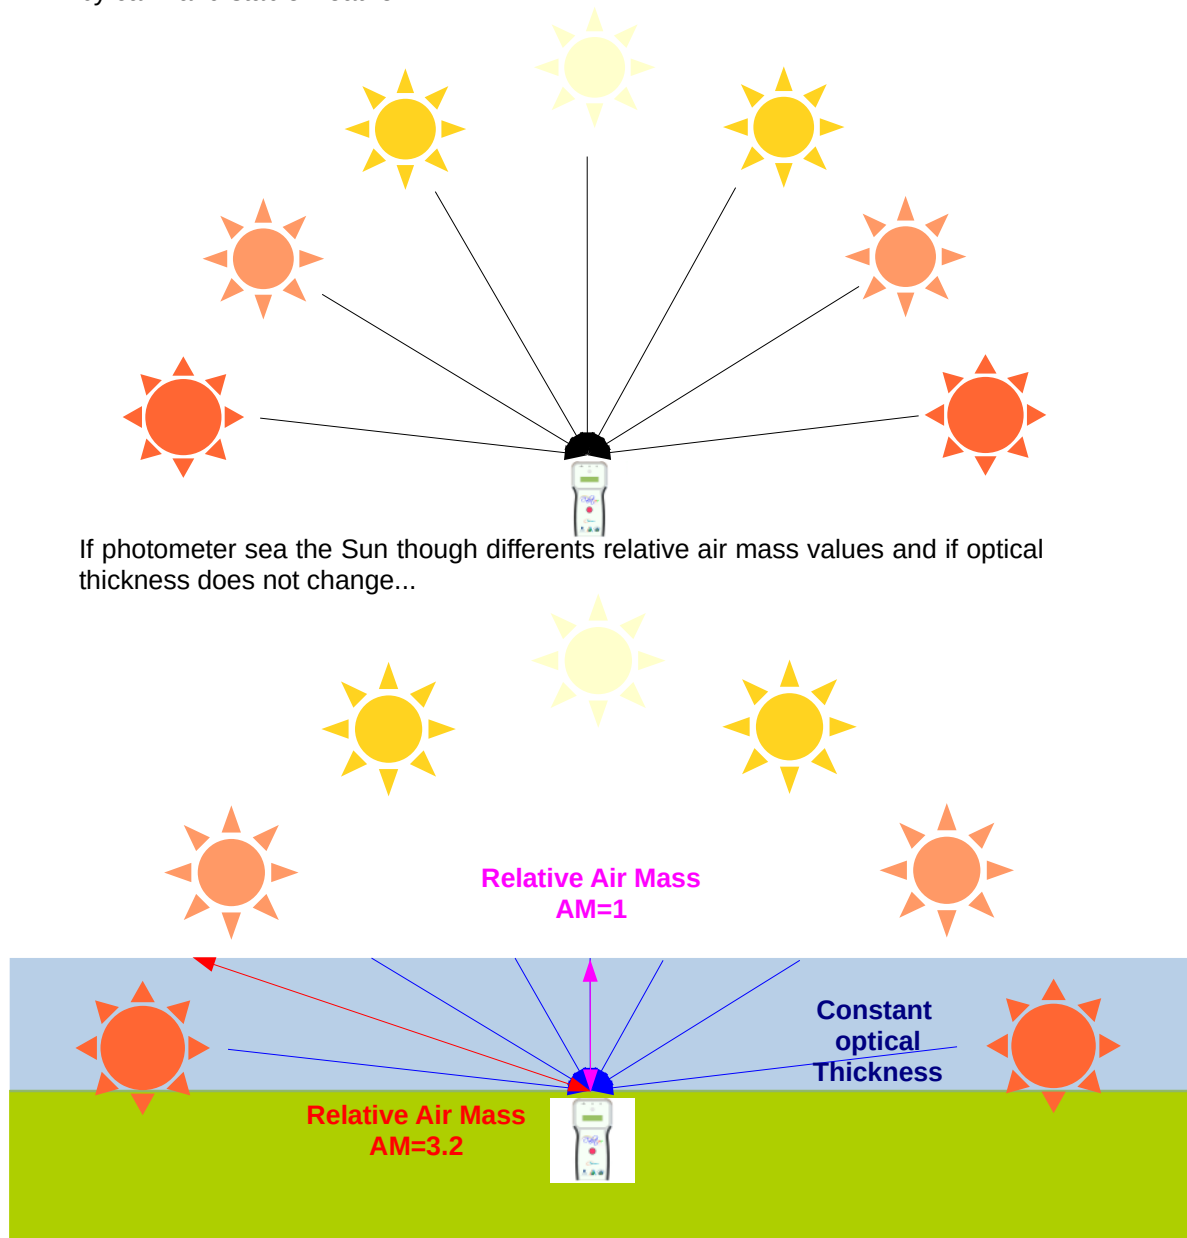 If photometer sea the Sun though differents relative air mass values and if optical
thickness does not change...
Relative Air Mass
AM=1
Constant
optical
Thickness
Relative Air Mass
AM=3.2